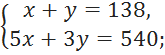 x + y = 138,
5x + 3y = 540;